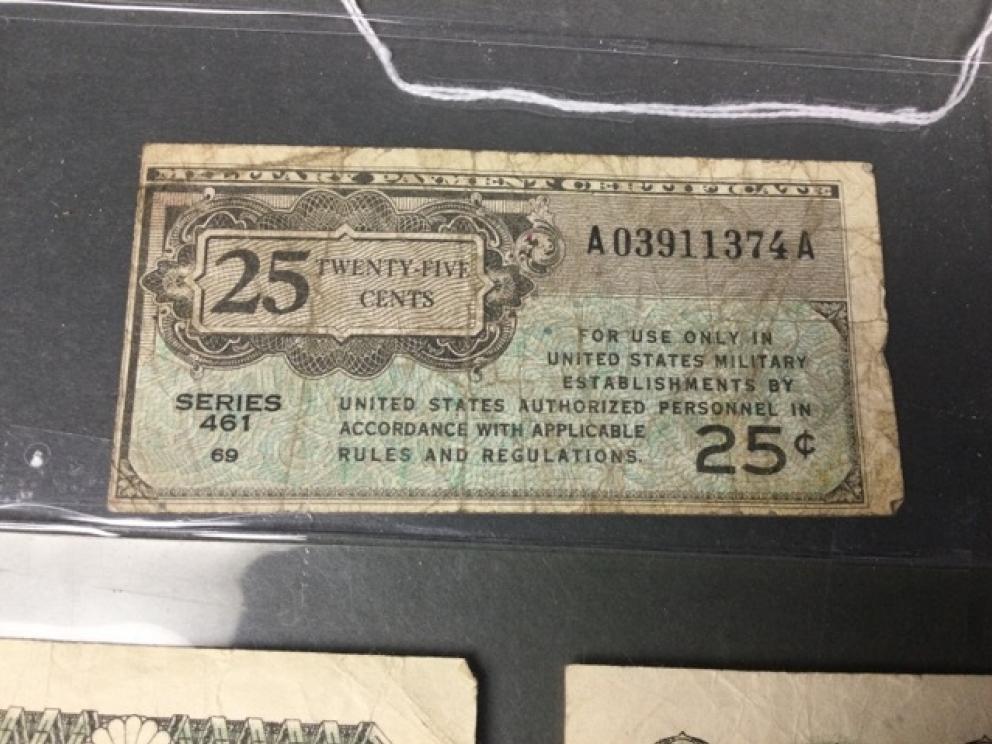 MILITARY PAYMENT CERTIFICATE
25 TWENTY-FIVE
CENTS
A03911374A
FOR USE ONLY IN
UNITED STATES MILITARY
ESTABLISHMENTS BY
UNITED STATES AUTHORIZED PERSONNEL IN
ACCORDANCE WITH APPLICABLE
RULES AND REGULATIONS.
SERIES
461
69
25¢